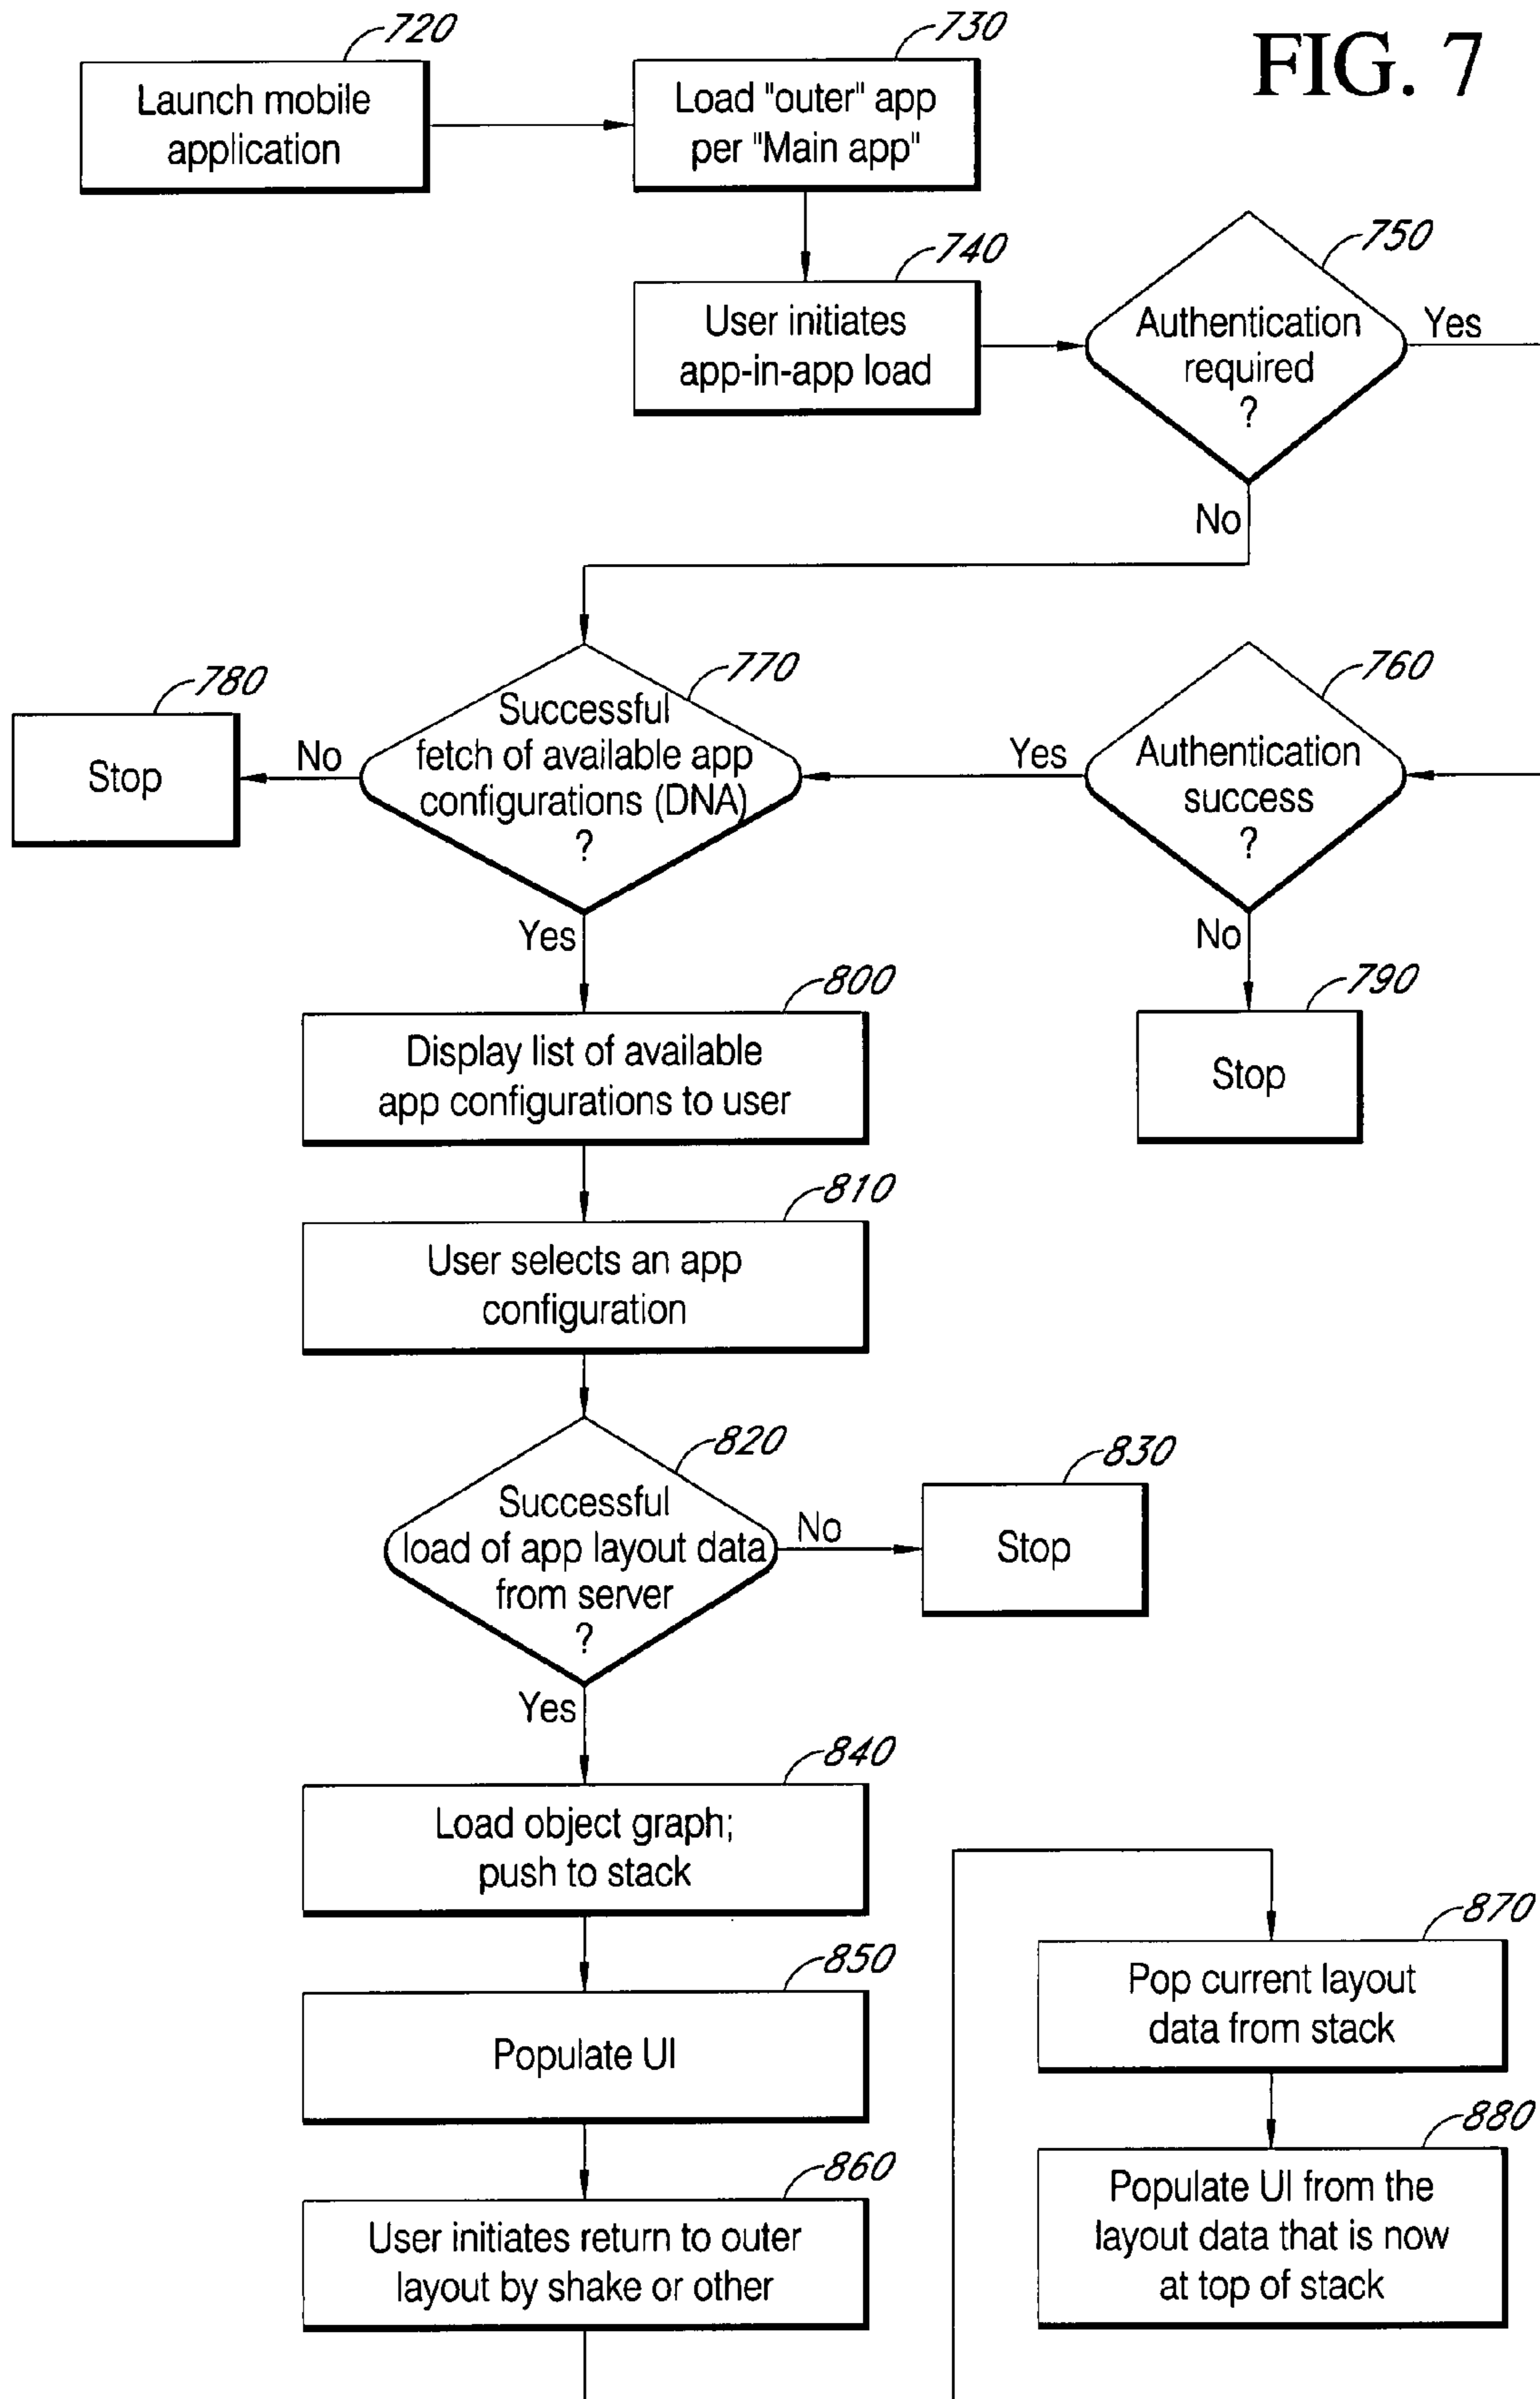 FIG. 7
720
Launch mobile
application
730
Load "outer" app
per "Main app"
740
User initiates
app-in-app load
750
Authentication
required
?
Yes
No
760
Authentication
success
?
Yes
No
770
Successful
fetch of available app
configurations (DNA)
?
No
Yes
780
Stop
790
Stop
800
Display list of available
app configurations to user
810
User selects an app
configuration
820
Successful
load of app layout data
from server
?
No
Yes
830
Stop
840
Load object graph;
push to stack
850
Populate UI
860
User initiates return to outer
layout by shake or other
870
Pop current layout
data from stack
880
Populate UI from the
layout data that is now
at top of stack